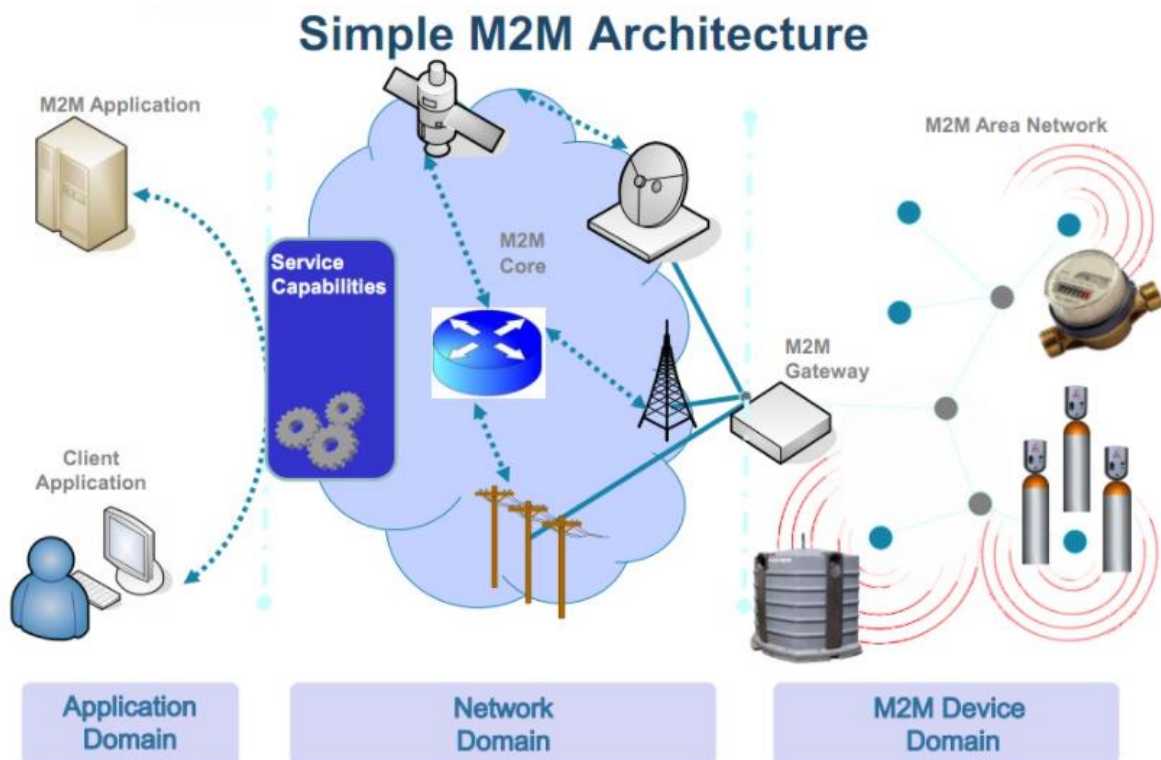 Simple M2M Architecture
M2M Application
M2M Area Network
M2M
Core
Service
Capabilities
M2M
Gateway
Client
Application
Application
Domain
Network
Domain
M2M Device
Domain